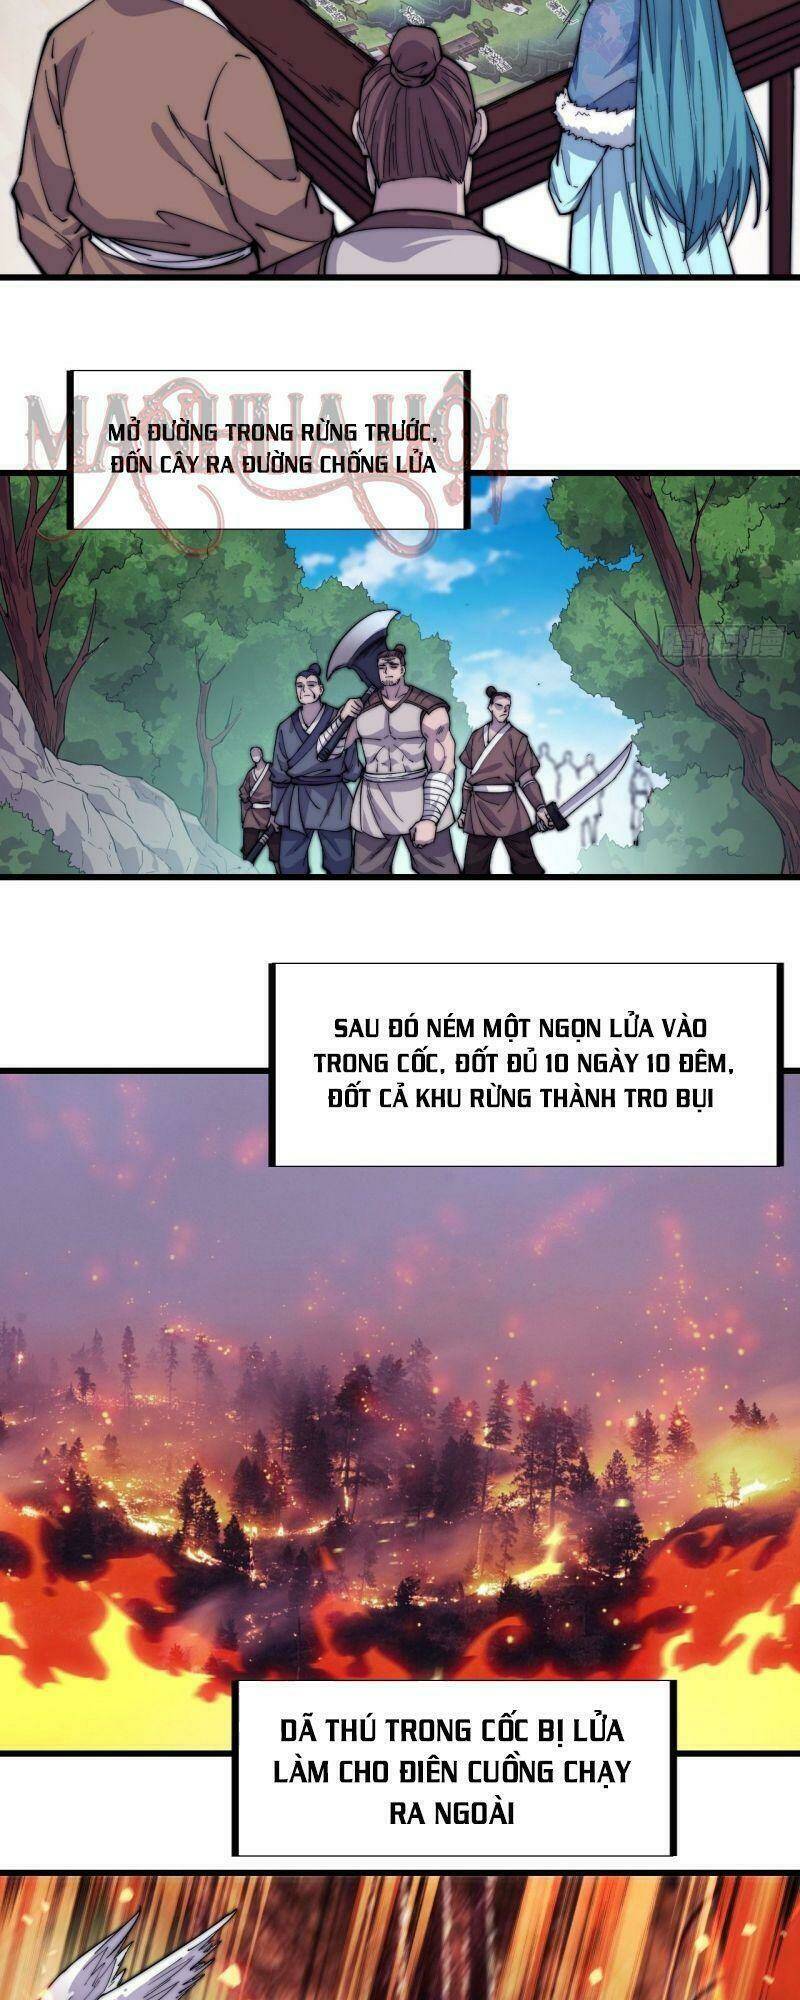 MANHUA HỘI
MỞ ĐƯỜNG TRONG RỪNG TRƯỚC,
ĐỐN CÂY RA ĐƯỜNG CHỐNG LỬA
SAU ĐÓ NÉM MỘT NGỌN LỬA VÀO
TRONG CỐC, ĐỐT ĐỦ 10 NGÀY 10 ĐÊM,
ĐỐT CẢ KHU RỪNG THÀNH TRO BỤI
DÃ THÚ TRONG CỐC BỊ LỬA
LÀM CHO ĐIÊN CUỒNG CHẠY
RA NGOÀI